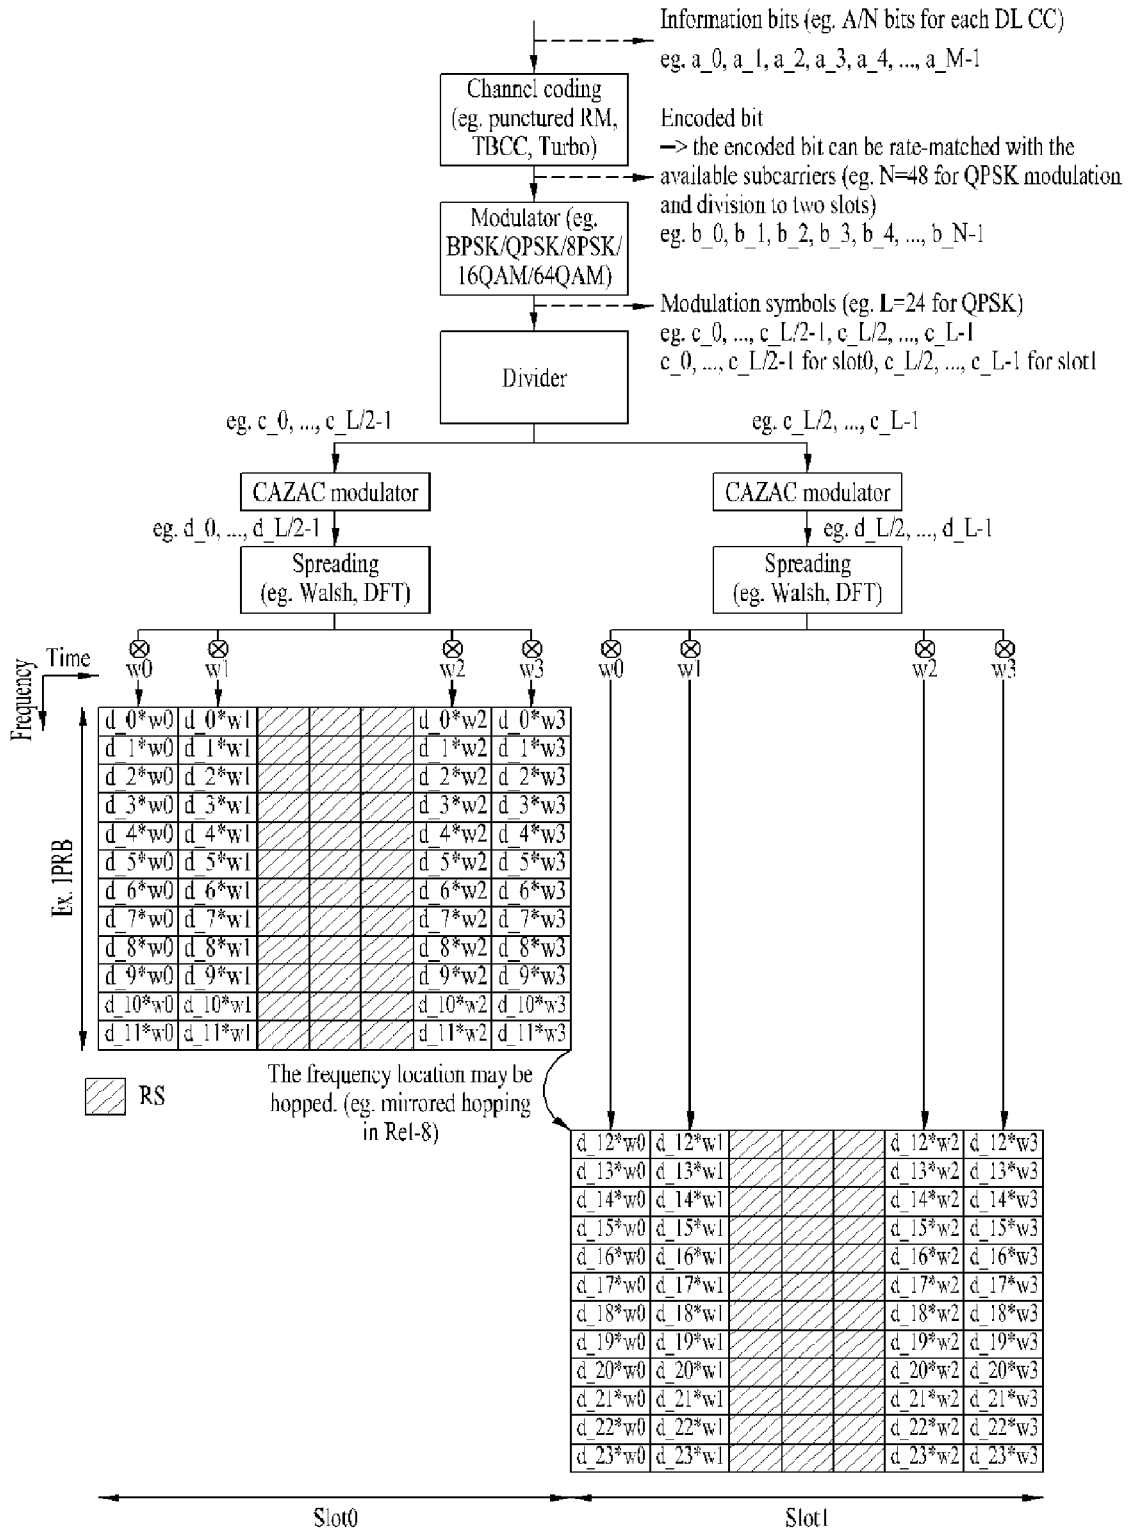 Information bits (eg. A/N bits for each DL CC)
eg. a_0, a_1, a_2, a_3, a_4, ..., a_M-1
Channel coding
(eg. punctured RM,
TBCC, Turbo)
Encoded bit
–> the encoded bit can be rate-matched with the
available subcarriers (eg. N=48 for QPSK modulation
and division to two slots)
eg. b_0, b_1, b_2, b_3, b_4, ..., b_N-1
Modulator (eg.
BPSK/QPSK/8PSK/
16QAM/64QAM)
Modulation symbols (eg. L=24 for QPSK)
eg. c_0, ..., c_L/2-1, c_L/2, ..., c_L-1
c_0, ..., c_L/2-1 for slot0, c_L/2, ..., c_L-1 for slot1
Divider
eg. c_0, ..., c_L/2-1
eg. c_L/2, ..., c_L-1
CAZAC modulator
CAZAC modulator
eg. d_0, ..., d_L/2-1
eg. d_L/2, ..., d_L-1
Spreading
(eg. Walsh, DFT)
Spreading
(eg. Walsh, DFT)
Time
Frequency
w0 w1 w2 w3
w0 w1 w2 w3
d_0*w0 d_0*w1 d_0*w2 d_0*w3
d_1*w0 d_1*w1 d_1*w2 d_1*w3
d_2*w0 d_2*w1 d_2*w2 d_2*w3
d_3*w0 d_3*w1 d_3*w2 d_3*w3
d_4*w0 d_4*w1 d_4*w2 d_4*w3
d_5*w0 d_5*w1 d_5*w2 d_5*w3
d_6*w0 d_6*w1 d_6*w2 d_6*w3
d_7*w0 d_7*w1 d_7*w2 d_7*w3
d_8*w0 d_8*w1 d_8*w2 d_8*w3
d_9*w0 d_9*w1 d_9*w2 d_9*w3
d_10*w0 d_10*w1 d_10*w2 d_10*w3
d_11*w0 d_11*w1 d_11*w2 d_11*w3
Ex. 1PRB
RS
The frequency location may be
hopped. (eg. mirrored hopping
in Rel-8)
d_12*w0 d_12*w1 d_12*w2 d_12*w3
d_13*w0 d_13*w1 d_13*w2 d_13*w3
d_14*w0 d_14*w1 d_14*w2 d_14*w3
d_15*w0 d_15*w1 d_15*w2 d_15*w3
d_16*w0 d_16*w1 d_16*w2 d_16*w3
d_17*w0 d_17*w1 d_17*w2 d_17*w3
d_18*w0 d_18*w1 d_18*w2 d_18*w3
d_19*w0 d_19*w1 d_19*w2 d_19*w3
d_20*w0 d_20*w1 d_20*w2 d_20*w3
d_21*w0 d_21*w1 d_21*w2 d_21*w3
d_22*w0 d_22*w1 d_22*w2 d_22*w3
d_23*w0 d_23*w1 d_23*w2 d_23*w3
Slot0
Slot1